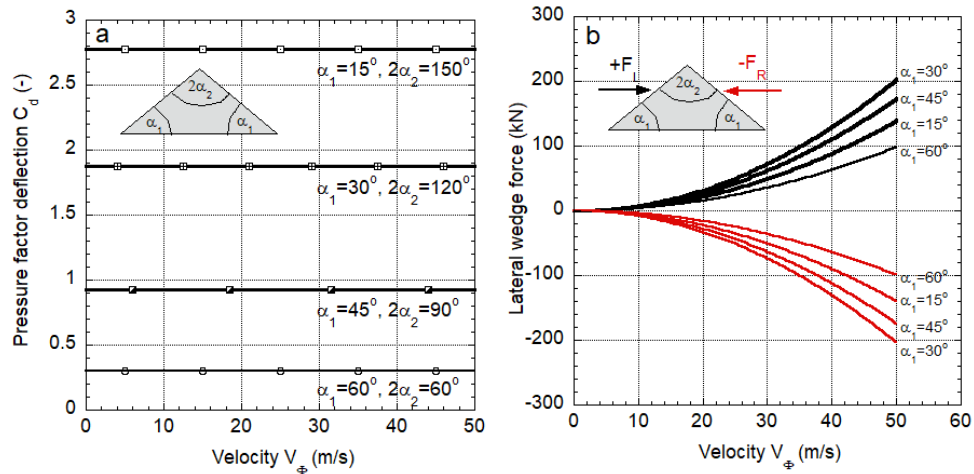 a
Pressure factor deflection C_d (-)
3
2.5
2
1.5
1
0.5
0
α₁=15°, 2α₂=150°
2α₂
α₁ α₁
α₁=30°, 2α₂=120°
α₁=45°, 2α₂=90°
α₁=60°, 2α₂=60°
0 10 20 30 40 50
Velocity V_Φ (m/s)
b
Lateral wedge force (kN)
300
200
100
0
-100
-200
-300
+F_L -F_R
2α₂
α₁ α₁
α₁=30°
α₁=45°
α₁=15°
α₁=60°
α₁=60°
α₁=15°
α₁=45°
α₁=30°
0 10 20 30 40 50 60
Velocity V_Φ (m/s)